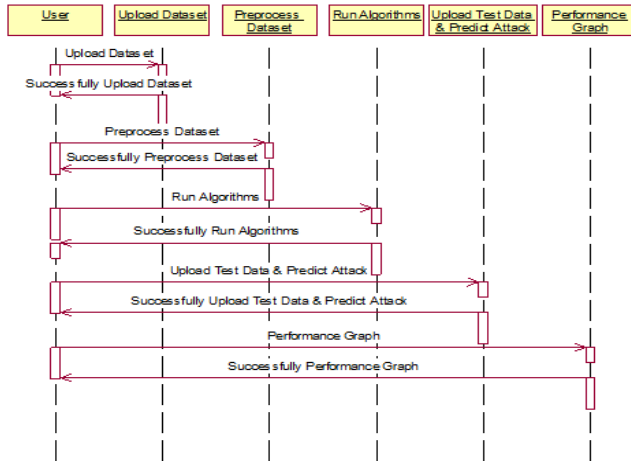 User
Upload Dataset
Preprocess
Dataset
Run Algorithms
Upload Test Data
& Predict Attack
Performance
Graph
Upload Dataset
Successfully Upload Dataset
Preprocess Dataset
Successfully Preprocess Dataset
Run Algorithms
Successfully Run Algorithms
Upload Test Data & Predict Attack
Successfully Upload Test Data & Predict Attack
Performance Graph
Successfully Performance Graph